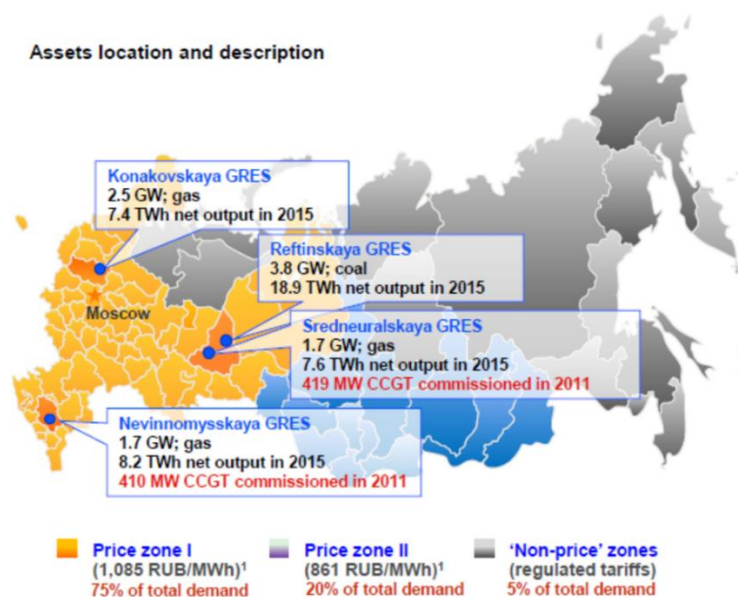 Assets location and description
Konakovskaya GRES
2.5 GW; gas
7.4 TWh net output in 2015
Reftinskaya GRES
3.8 GW; coal
18.9 TWh net output in 2015
Moscow
Sredneuralskaya GRES
1.7 GW; gas
7.6 TWh net output in 2015
419 MW CCGT commissioned in 2011
Nevinnomysskaya GRES
1.7 GW; gas
8.2 TWh net output in 2015
410 MW CCGT commissioned in 2011
Price zone I
(1,085 RUB/MWh)¹
75% of total demand
Price zone II
(861 RUB/MWh)¹
20% of total demand
‘Non-price’ zones
(regulated tariffs)
5% of total demand